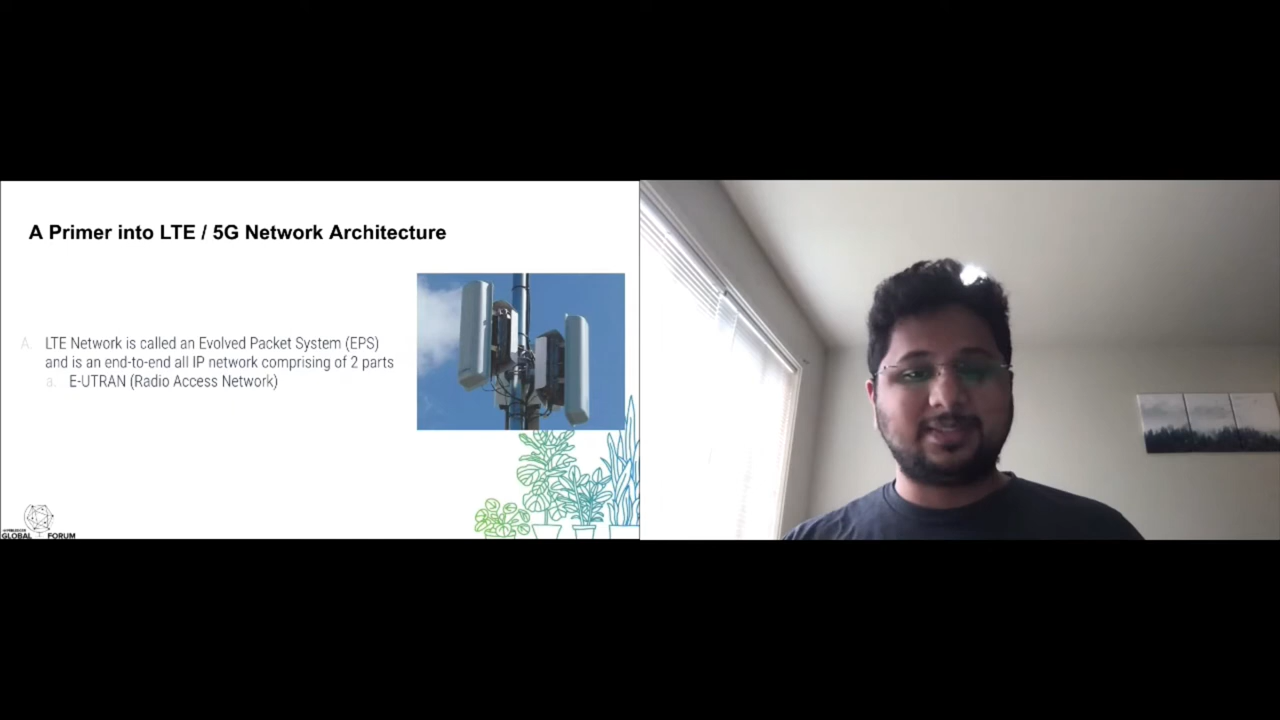 A Primer into LTE / 5G Network Architecture
A. LTE Network is called an Evolved Packet System (EPS)
and is an end-to-end all IP network comprising of 2 parts
a. E-UTRAN (Radio Access Network)
HYPERLEDGER
GLOBAL FORUM